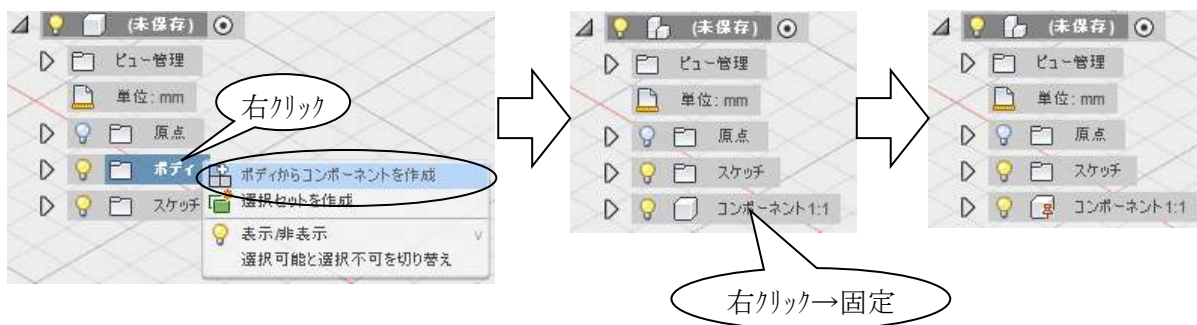 (未保存)
ビュー管理
単位: mm
原点
ボディ
スケッチ
右クリック
ボディからコンポーネントを作成
選択セットを作成
表示/非表示 V
選択可能と選択不可を切り替え
(未保存)
ビュー管理
単位: mm
原点
スケッチ
コンポーネント1:1
右クリック→固定
(未保存)
ビュー管理
単位: mm
原点
スケッチ
コンポーネント1:1